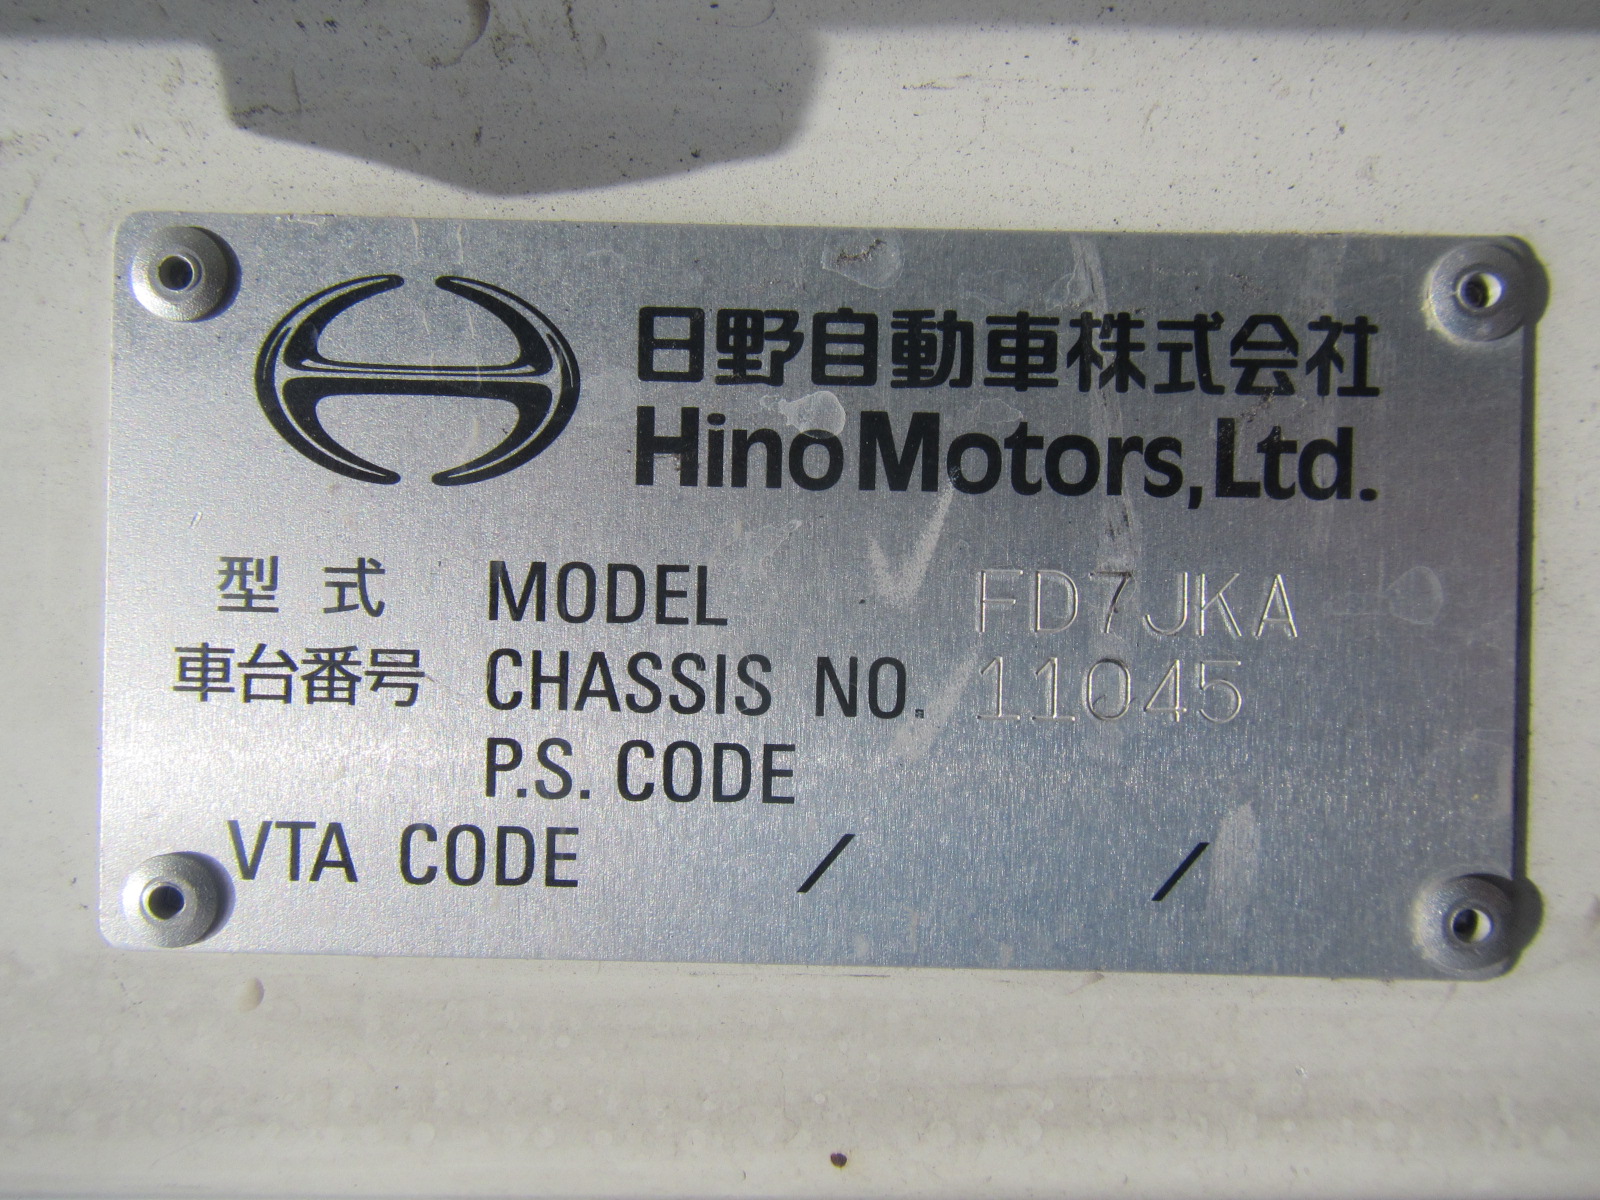 日野自動車株式会社
Hino Motors, Ltd.
型式 MODEL FD7JKA
車台番号 CHASSIS NO. 11045
P.S. CODE
VTA CODE / /